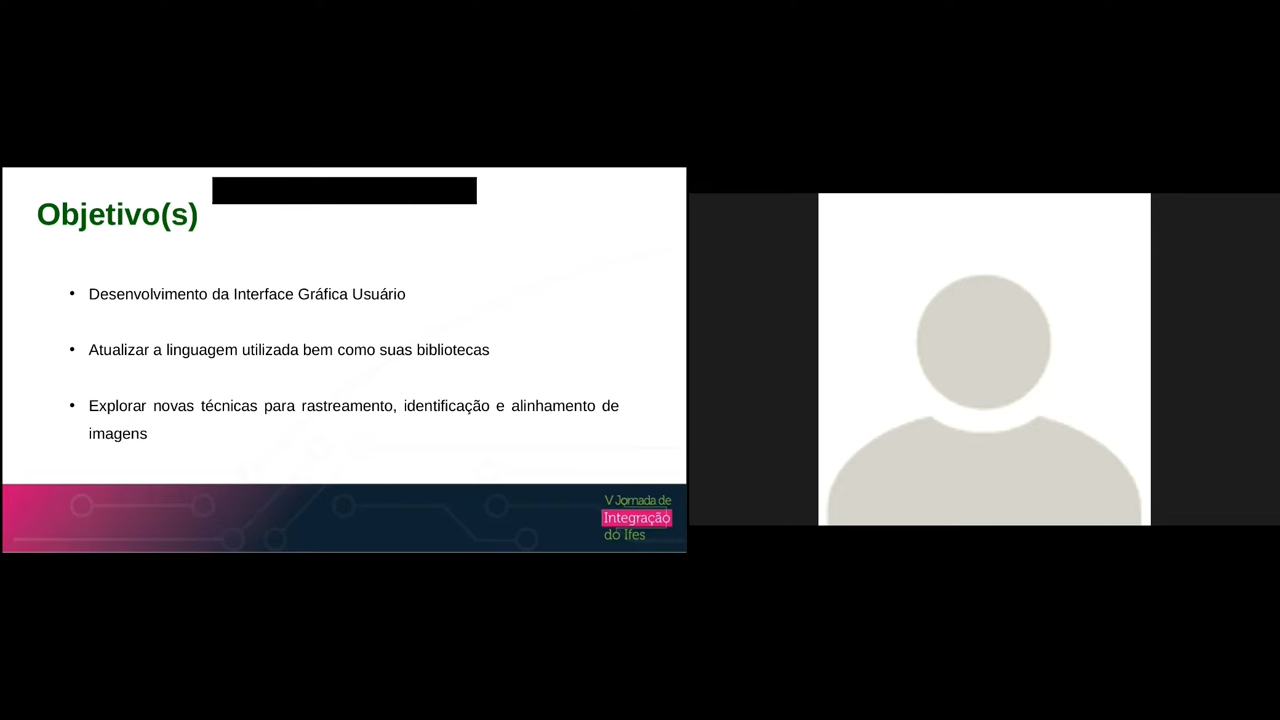 Objetivo(s)
• Desenvolvimento da Interface Gráfica Usuário
• Atualizar a linguagem utilizada bem como suas bibliotecas
• Explorar novas técnicas para rastreamento, identificação e alinhamento de
imagens
V Jornada de
Integração
do Ifes